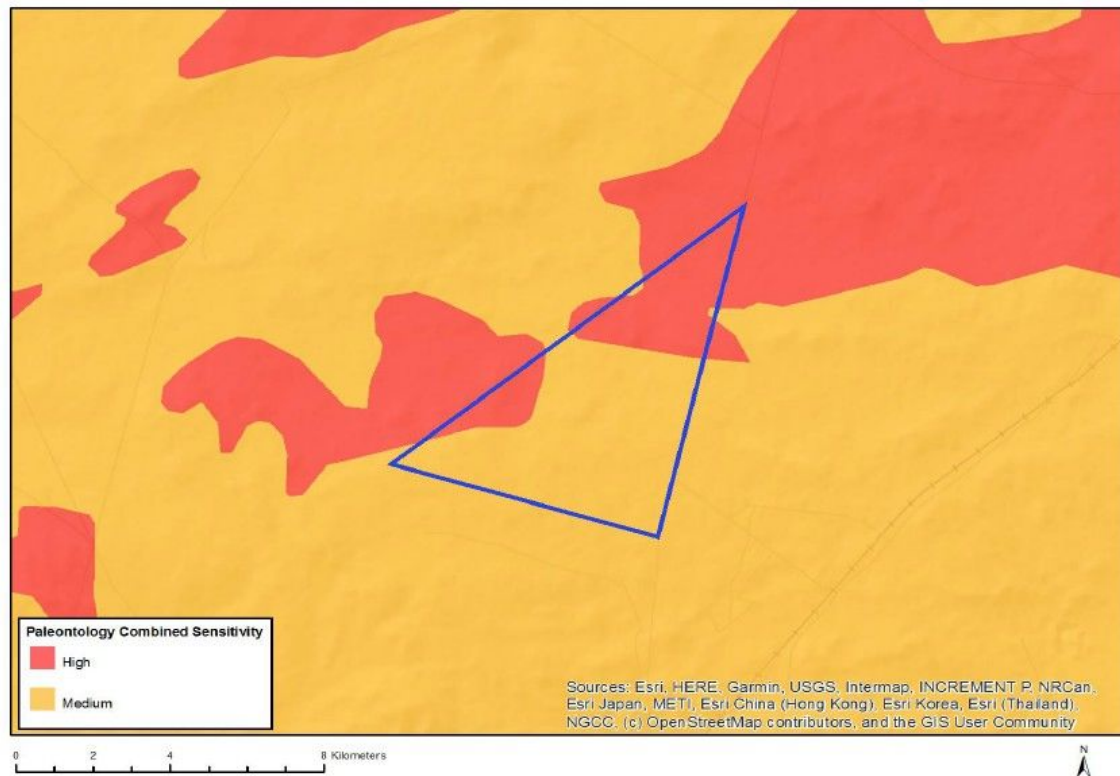 Paleontology Combined Sensitivity
High
Medium
Sources: Esri, HERE, Garmin, USGS, Intermap, INCREMENT P, NRCan,
Esri Japan, METI, Esri China (Hong Kong), Esri Korea, Esri (Thailand),
NGCC, (c) OpenStreetMap contributors, and the GIS User Community
0 2 4 8 Kilometers
N